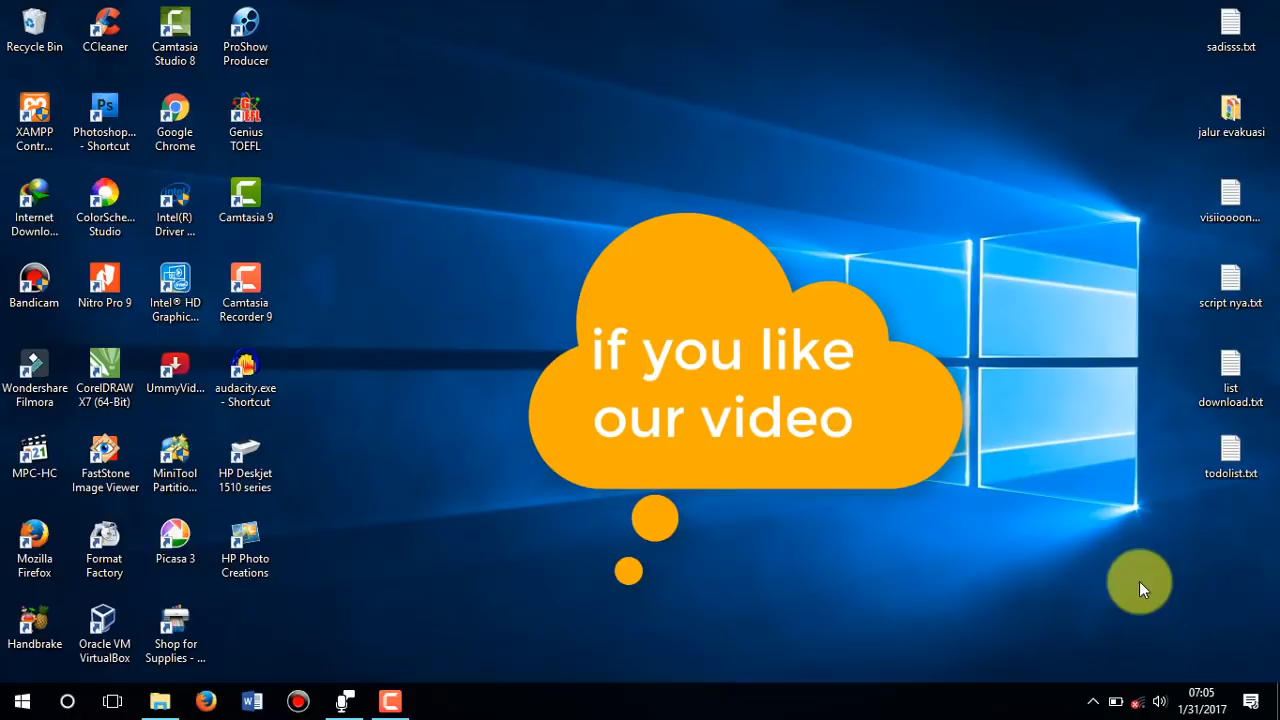 Recycle Bin
CCleaner
Camtasia
Studio 8
ProShow
Producer
XAMPP
Contr...
Photoshop...
- Shortcut
Google
Chrome
Genius
TOEFL
Internet
Downlo...
ColorSche...
Studio
Intel(R)
Driver ...
Camtasia 9
Bandicam
Nitro Pro 9
Intel® HD
Graphic...
Camtasia
Recorder 9
Wondershare
Filmora
CorelDRAW
X7 (64-Bit)
UmmyVid...
audacity.exe
- Shortcut
MPC-HC
FastStone
Image Viewer
MiniTool
Partitio...
HP Deskjet
1510 series
Mozilla
Firefox
Format
Factory
Picasa 3
HP Photo
Creations
Handbrake
Oracle VM
VirtualBox
Shop for
Supplies - ...
if you like
our video
sadisss.txt
jalur evakuasi
visiioooon...
script nya.txt
list
download.txt
todolist.txt
07:05
1/31/2017